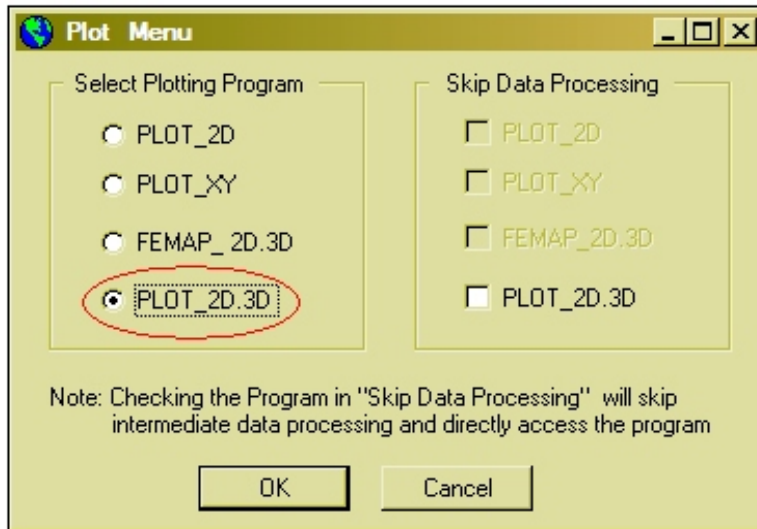 Plot Menu
Select Plotting Program
PLOT_2D
PLOT_XY
FEMAP_ 2D.3D
PLOT_2D.3D
Skip Data Processing
PLOT_2D
PLOT_XY
FEMAP_2D.3D
PLOT_2D.3D
Note: Checking the Program in "Skip Data Processing" will skip
intermediate data processing and directly access the program
OK
Cancel